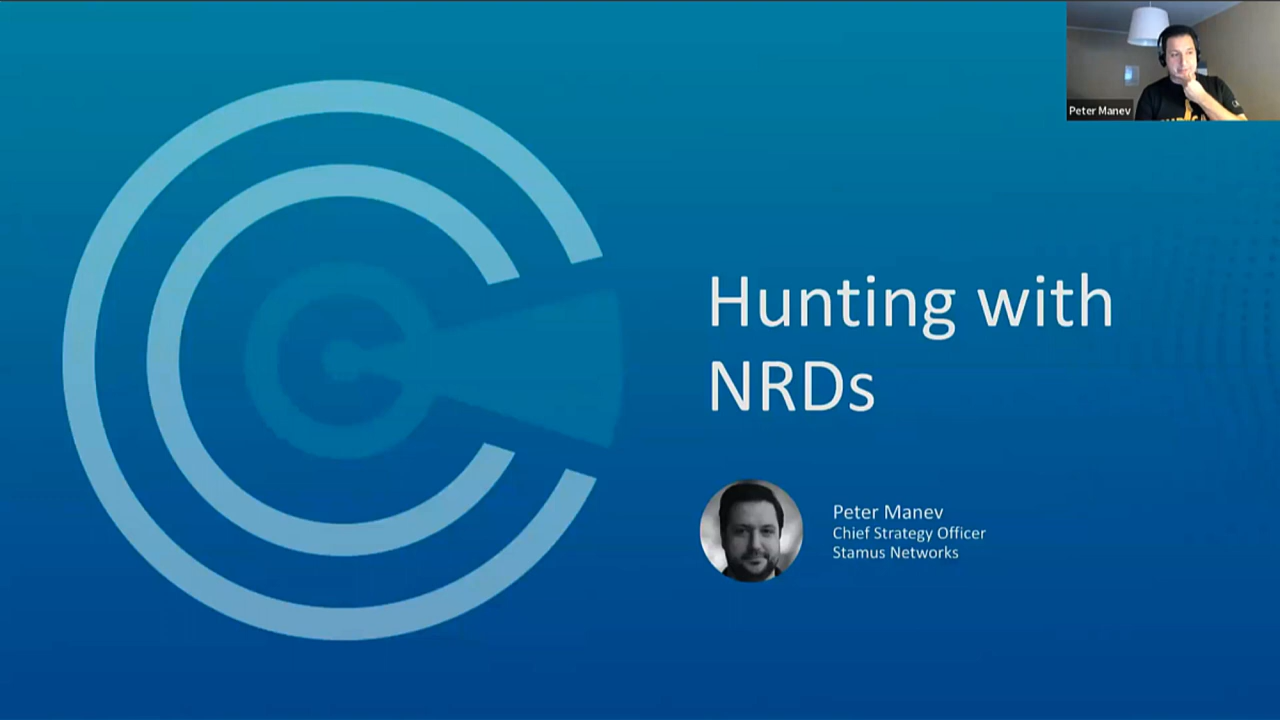 Peter Manev
Hunting with
NRDs
Peter Manev
Chief Strategy Officer
Stamus Networks